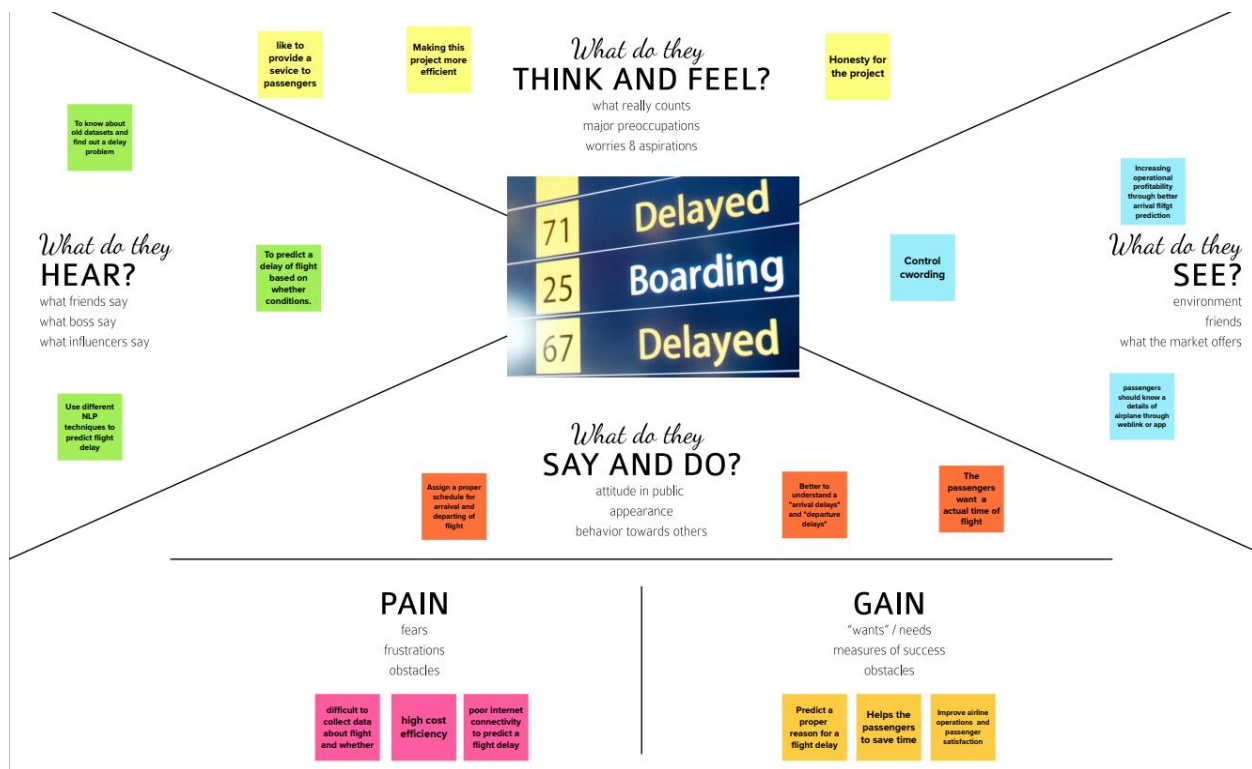 What do they
THINK AND FEEL?
what really counts
major preoccupations
worries & aspirations
like to
provide a
sevice to
passengers
Making this
project more
efficient
Honesty for
the project
What do they
HEAR?
what friends say
what boss say
what influencers say
To know about
old datasets and
find out a delay
problem
To predict a
delay of flight
based on
whether
conditions.
Use different
NLP
techniques to
predict flight
delay
71 Delayed
25 Boarding
67 Delayed
What do they
SEE?
environment
friends
what the market offers
Increasing
operational
profitability
through better
arrival flifgt
prediction
Control
cwording
passengers
should know a
details of
airplane through
weblink or app
What do they
SAY AND DO?
attitude in public
appearance
behavior towards others
Assign a proper
schedule for
arraival and
departing of
flight
Better to
understand a
"arrival delays"
and "departure
delays"
The
passengers
want a
actual time of
flight
PAIN
fears
frustrations
obstacles
difficult to
collect data
about flight
and whether
high cost
efficiency
poor internet
connectivity
to predict a
flight delay
GAIN
"wants" / needs
measures of success
obstacles
Predict a
proper
reason for a
flight delay
Helps the
passengers
to save time
Improve airline
operations and
passenger
satisfaction